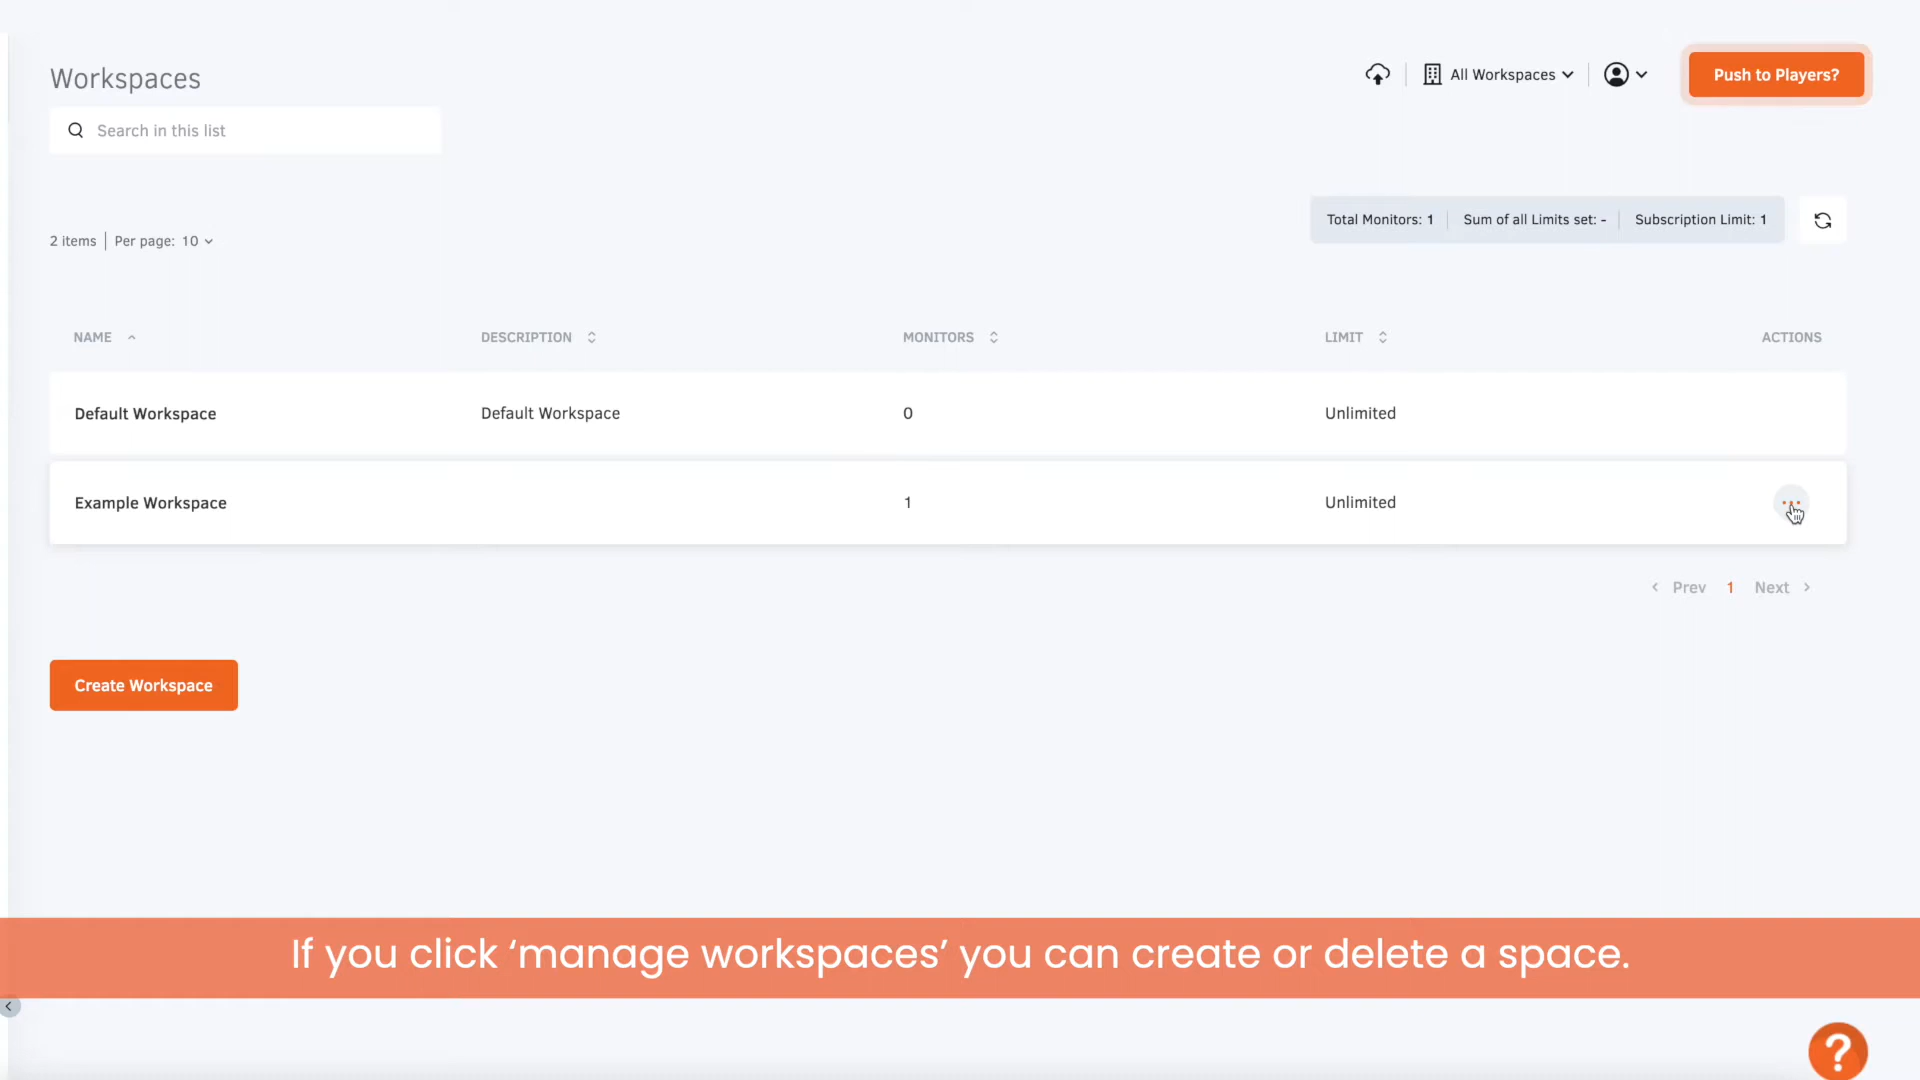 Workspaces
All Workspaces
Push to Players?
Search in this list
Total Monitors: 1
Sum of all Limits set: -
Subscription Limit: 1
2 items
Per page: 10
NAME DESCRIPTION MONITORS LIMIT ACTIONS
Default Workspace Default Workspace 0 Unlimited
Example Workspace 1 Unlimited
Prev 1 Next
Create Workspace
If you click ‘manage workspaces’ you can create or delete a space.
?